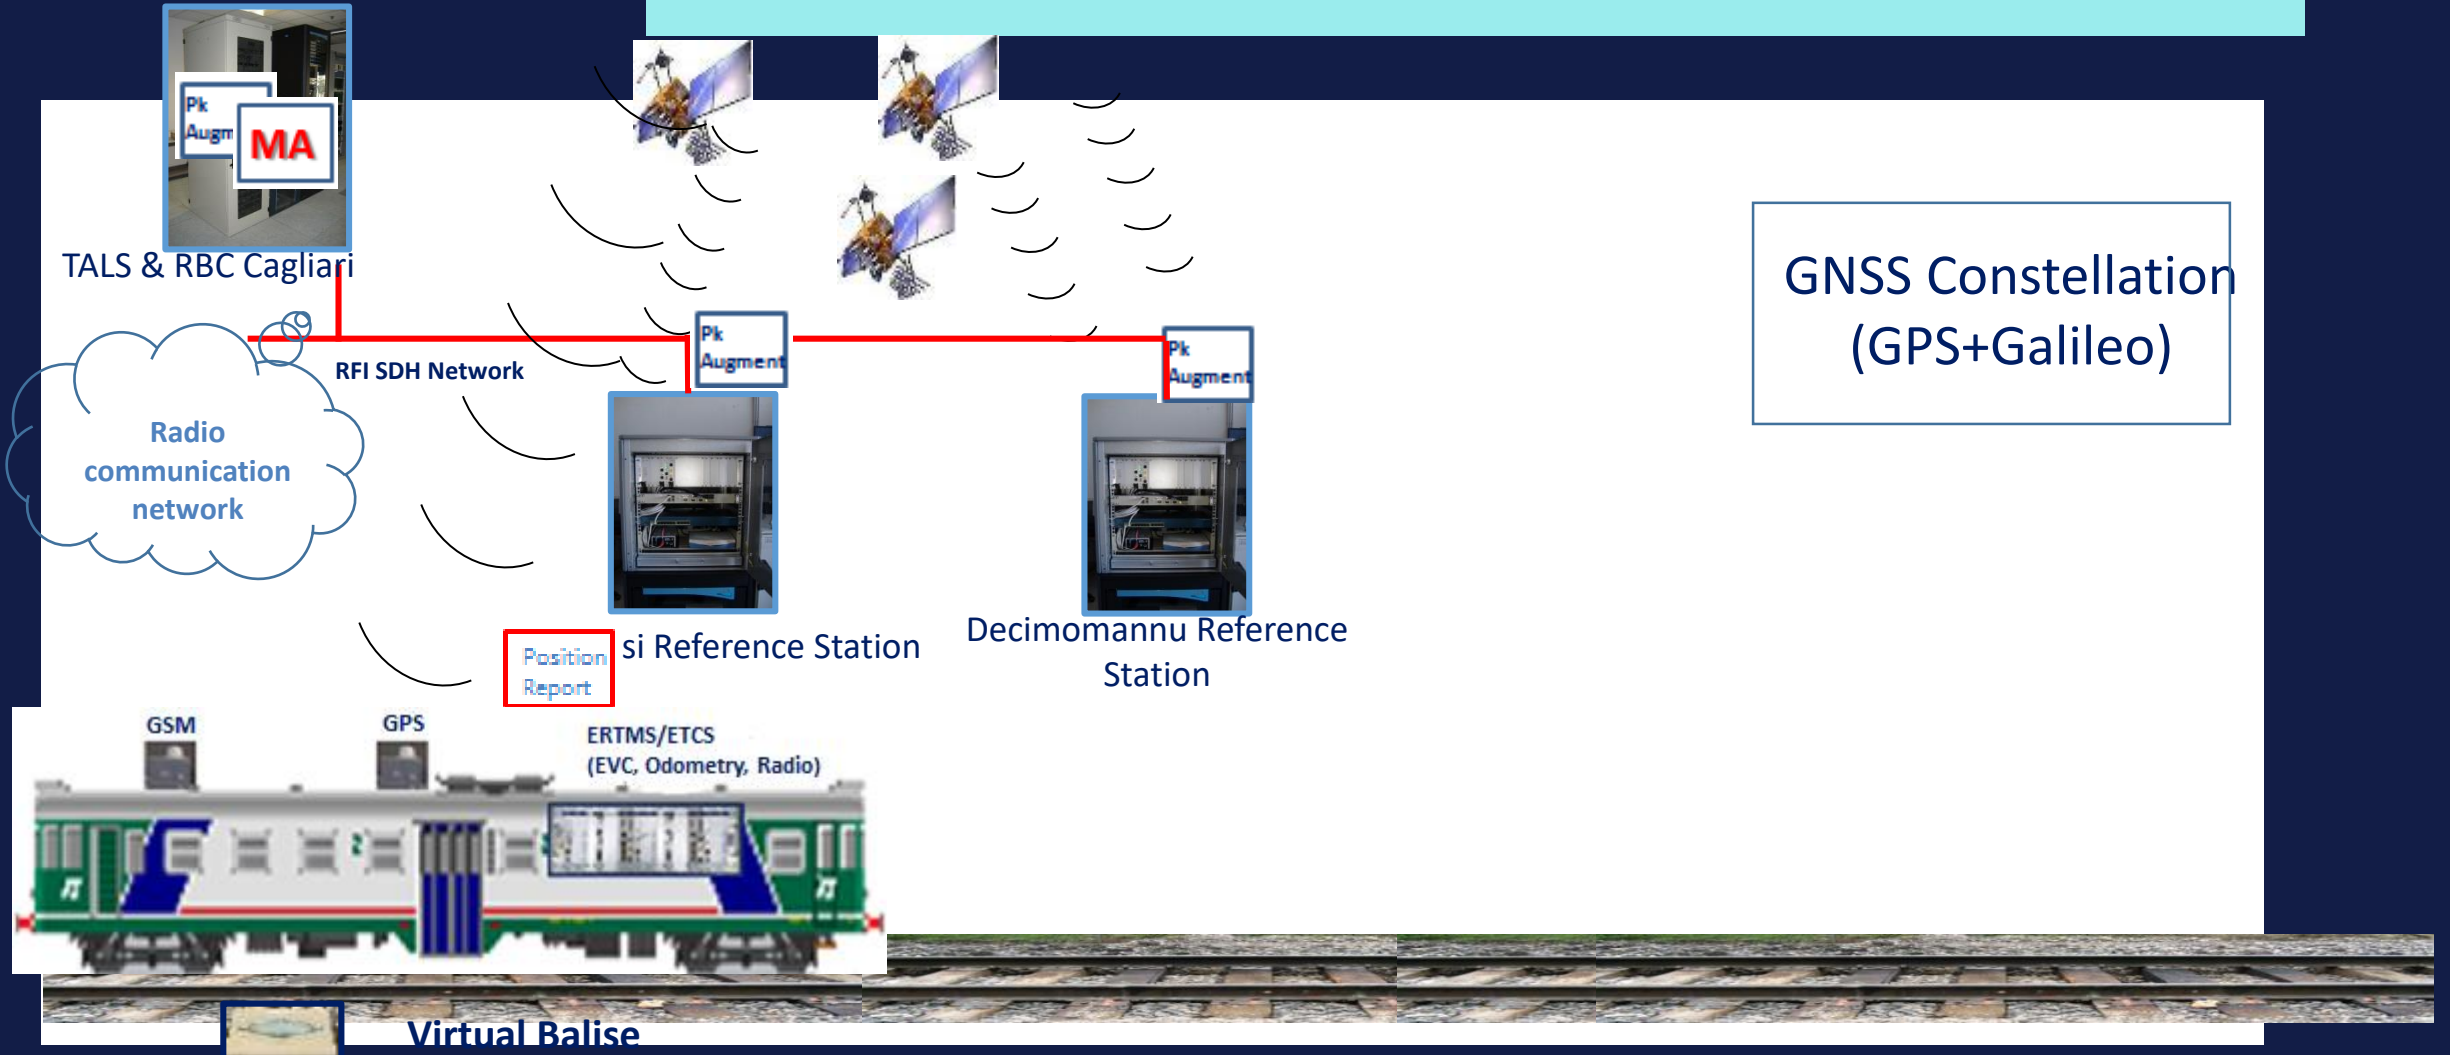 Pk
Augm
MA
TALS & RBC Cagliari
GNSS Constellation
(GPS+Galileo)
Pk
Augment
Pk
Augment
RFI SDH Network
Radio
communication
network
si Reference Station
Decimomannu Reference
Station
Position
Report
GSM
GPS
ERTMS/ETCS
(EVC, Odometry, Radio)
Virtual Balise